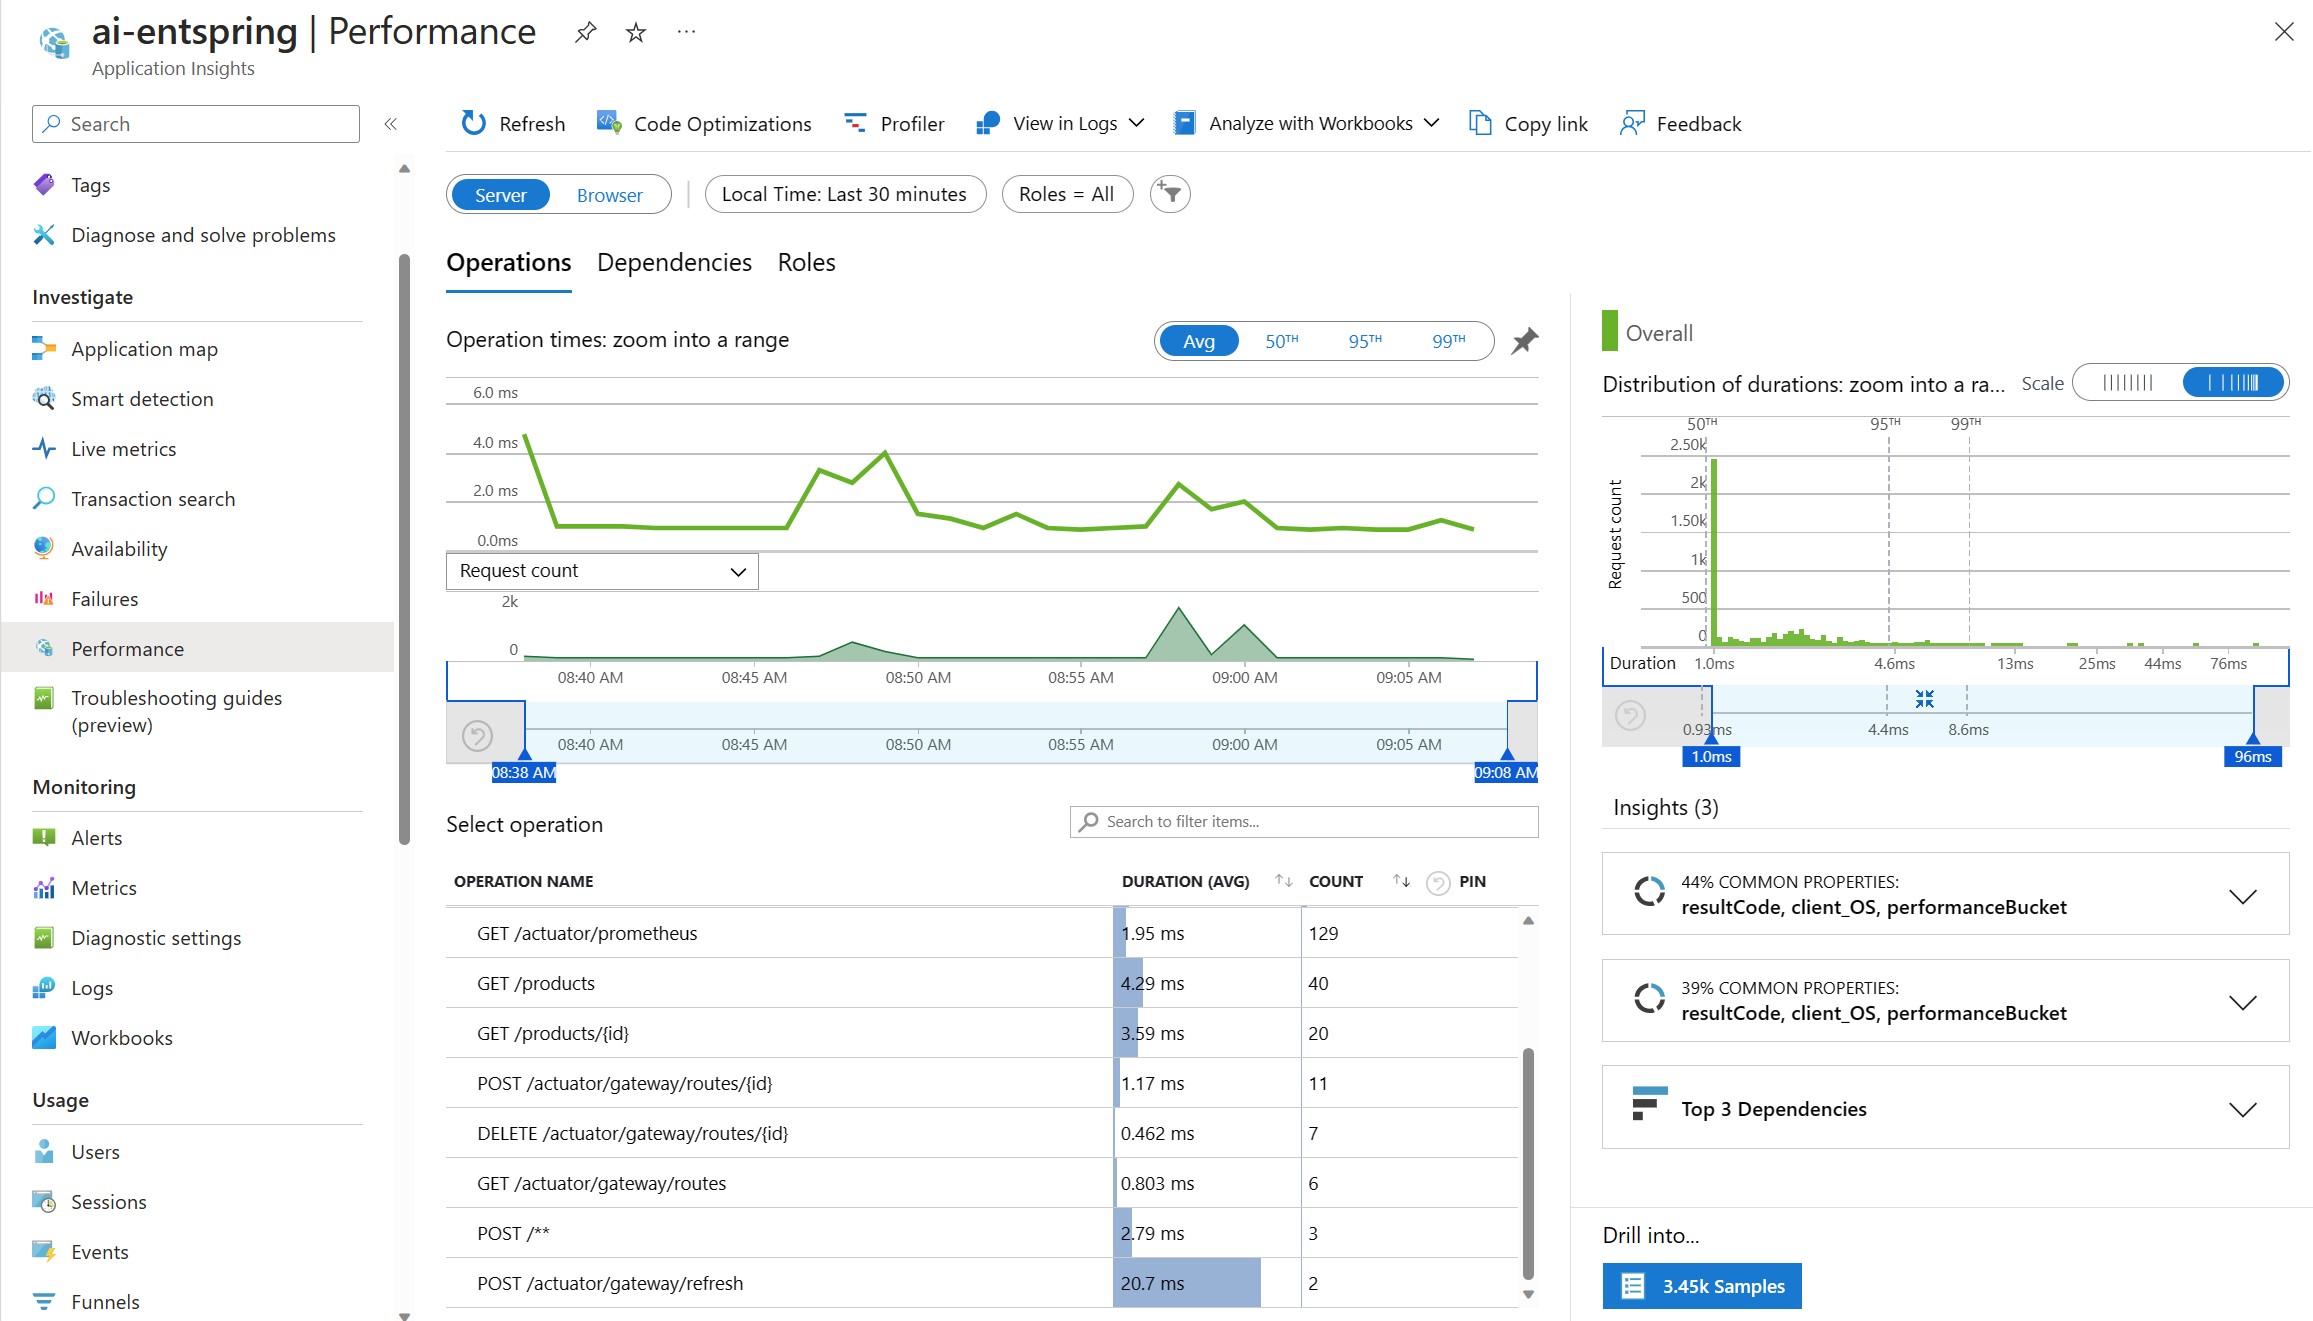 ai-entspring | Performance
Application Insights
Search
Tags
Diagnose and solve problems
Investigate
Application map
Smart detection
Live metrics
Transaction search
Availability
Failures
Performance
Troubleshooting guides
(preview)
Monitoring
Alerts
Metrics
Diagnostic settings
Logs
Workbooks
Usage
Users
Sessions
Events
Funnels
Refresh
Code Optimizations
Profiler
View in Logs
Analyze with Workbooks
Copy link
Feedback
Server
Browser
Local Time: Last 30 minutes
Roles = All
Operations
Dependencies
Roles
Operation times: zoom into a range
Avg
50TH
95TH
99TH
6.0 ms
4.0 ms
2.0 ms
0.0ms
Request count
2k
0
08:40 AM
08:45 AM
08:50 AM
08:55 AM
09:00 AM
09:05 AM
08:40 AM
08:45 AM
08:50 AM
08:55 AM
09:00 AM
09:05 AM
08:38 AM
09:08 AM
Select operation
Search to filter items...
OPERATION NAME
DURATION (AVG)
COUNT
PIN
GET /actuator/prometheus 1.95 ms 129
GET /products 4.29 ms 40
GET /products/{id} 3.59 ms 20
POST /actuator/gateway/routes/{id} 1.17 ms 11
DELETE /actuator/gateway/routes/{id} 0.462 ms 7
GET /actuator/gateway/routes 0.803 ms 6
POST /** 2.79 ms 3
POST /actuator/gateway/refresh 20.7 ms 2
Overall
Distribution of durations: zoom into a ra...
Scale
50TH
95TH
99TH
Request count
2.50k
2k
1.50k
1k
500
0
Duration
1.0ms
4.6ms
13ms
25ms
44ms
76ms
0.93ms
4.4ms
8.6ms
1.0ms
96ms
Insights (3)
44% COMMON PROPERTIES:
resultCode, client_OS, performanceBucket
39% COMMON PROPERTIES:
resultCode, client_OS, performanceBucket
Top 3 Dependencies
Drill into...
3.45k Samples